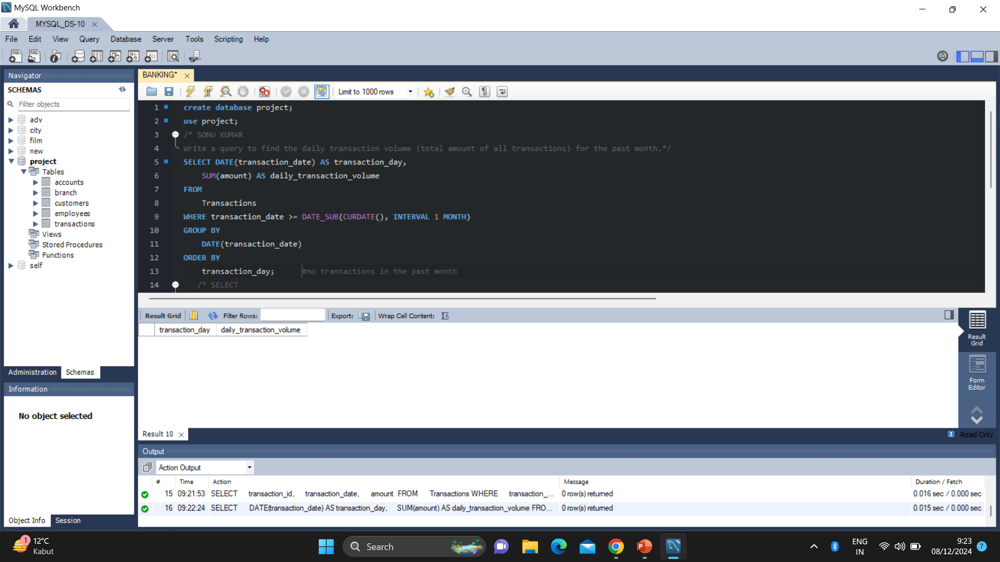 MySQL Workbench
MYSQL_DS-10
File Edit View Query Database Server Tools Scripting Help
Navigator
SCHEMAS
Filter objects
adv
city
film
new
project
Tables
accounts
branch
customers
employees
transactions
Views
Stored Procedures
Functions
self
Administration Schemas
Information
No object selected
Object Info Session
BANKING*
Limit to 1000 rows
1 create database project;
2 use project;
3 /* SONU KUMAR
4 Write a query to find the daily transaction volume (total amount of all transactions) for the past month.*/
5 SELECT DATE(transaction_date) AS transaction_day,
6 SUM(amount) AS daily_transaction_volume
7 FROM
8 Transactions
9 WHERE transaction_date >= DATE_SUB(CURDATE(), INTERVAL 1 MONTH)
10 GROUP BY
11 DATE(transaction_date)
12 ORDER BY
13 transaction_day; #no transactions in the past month
14 /* SELECT
Result Grid Filter Rows: Export: Wrap Cell Content:
transaction_day daily_transaction_volume
Result Grid
Form Editor
Result 10
Read Only
Output
Action Output
# Time Action Message Duration / Fetch
15 09:21:53 SELECT transaction_id, transaction_date, amount FROM Transactions WHERE transaction_... 0 row(s) returned 0.016 sec / 0.000 sec
16 09:22:24 SELECT DATE(transaction_date) AS transaction_day, SUM(amount) AS daily_transaction_volume FRO... 0 row(s) returned 0.015 sec / 0.000 sec
1
12°C
Kabut
Search
ENG
IN
9:23
08/12/2024
7